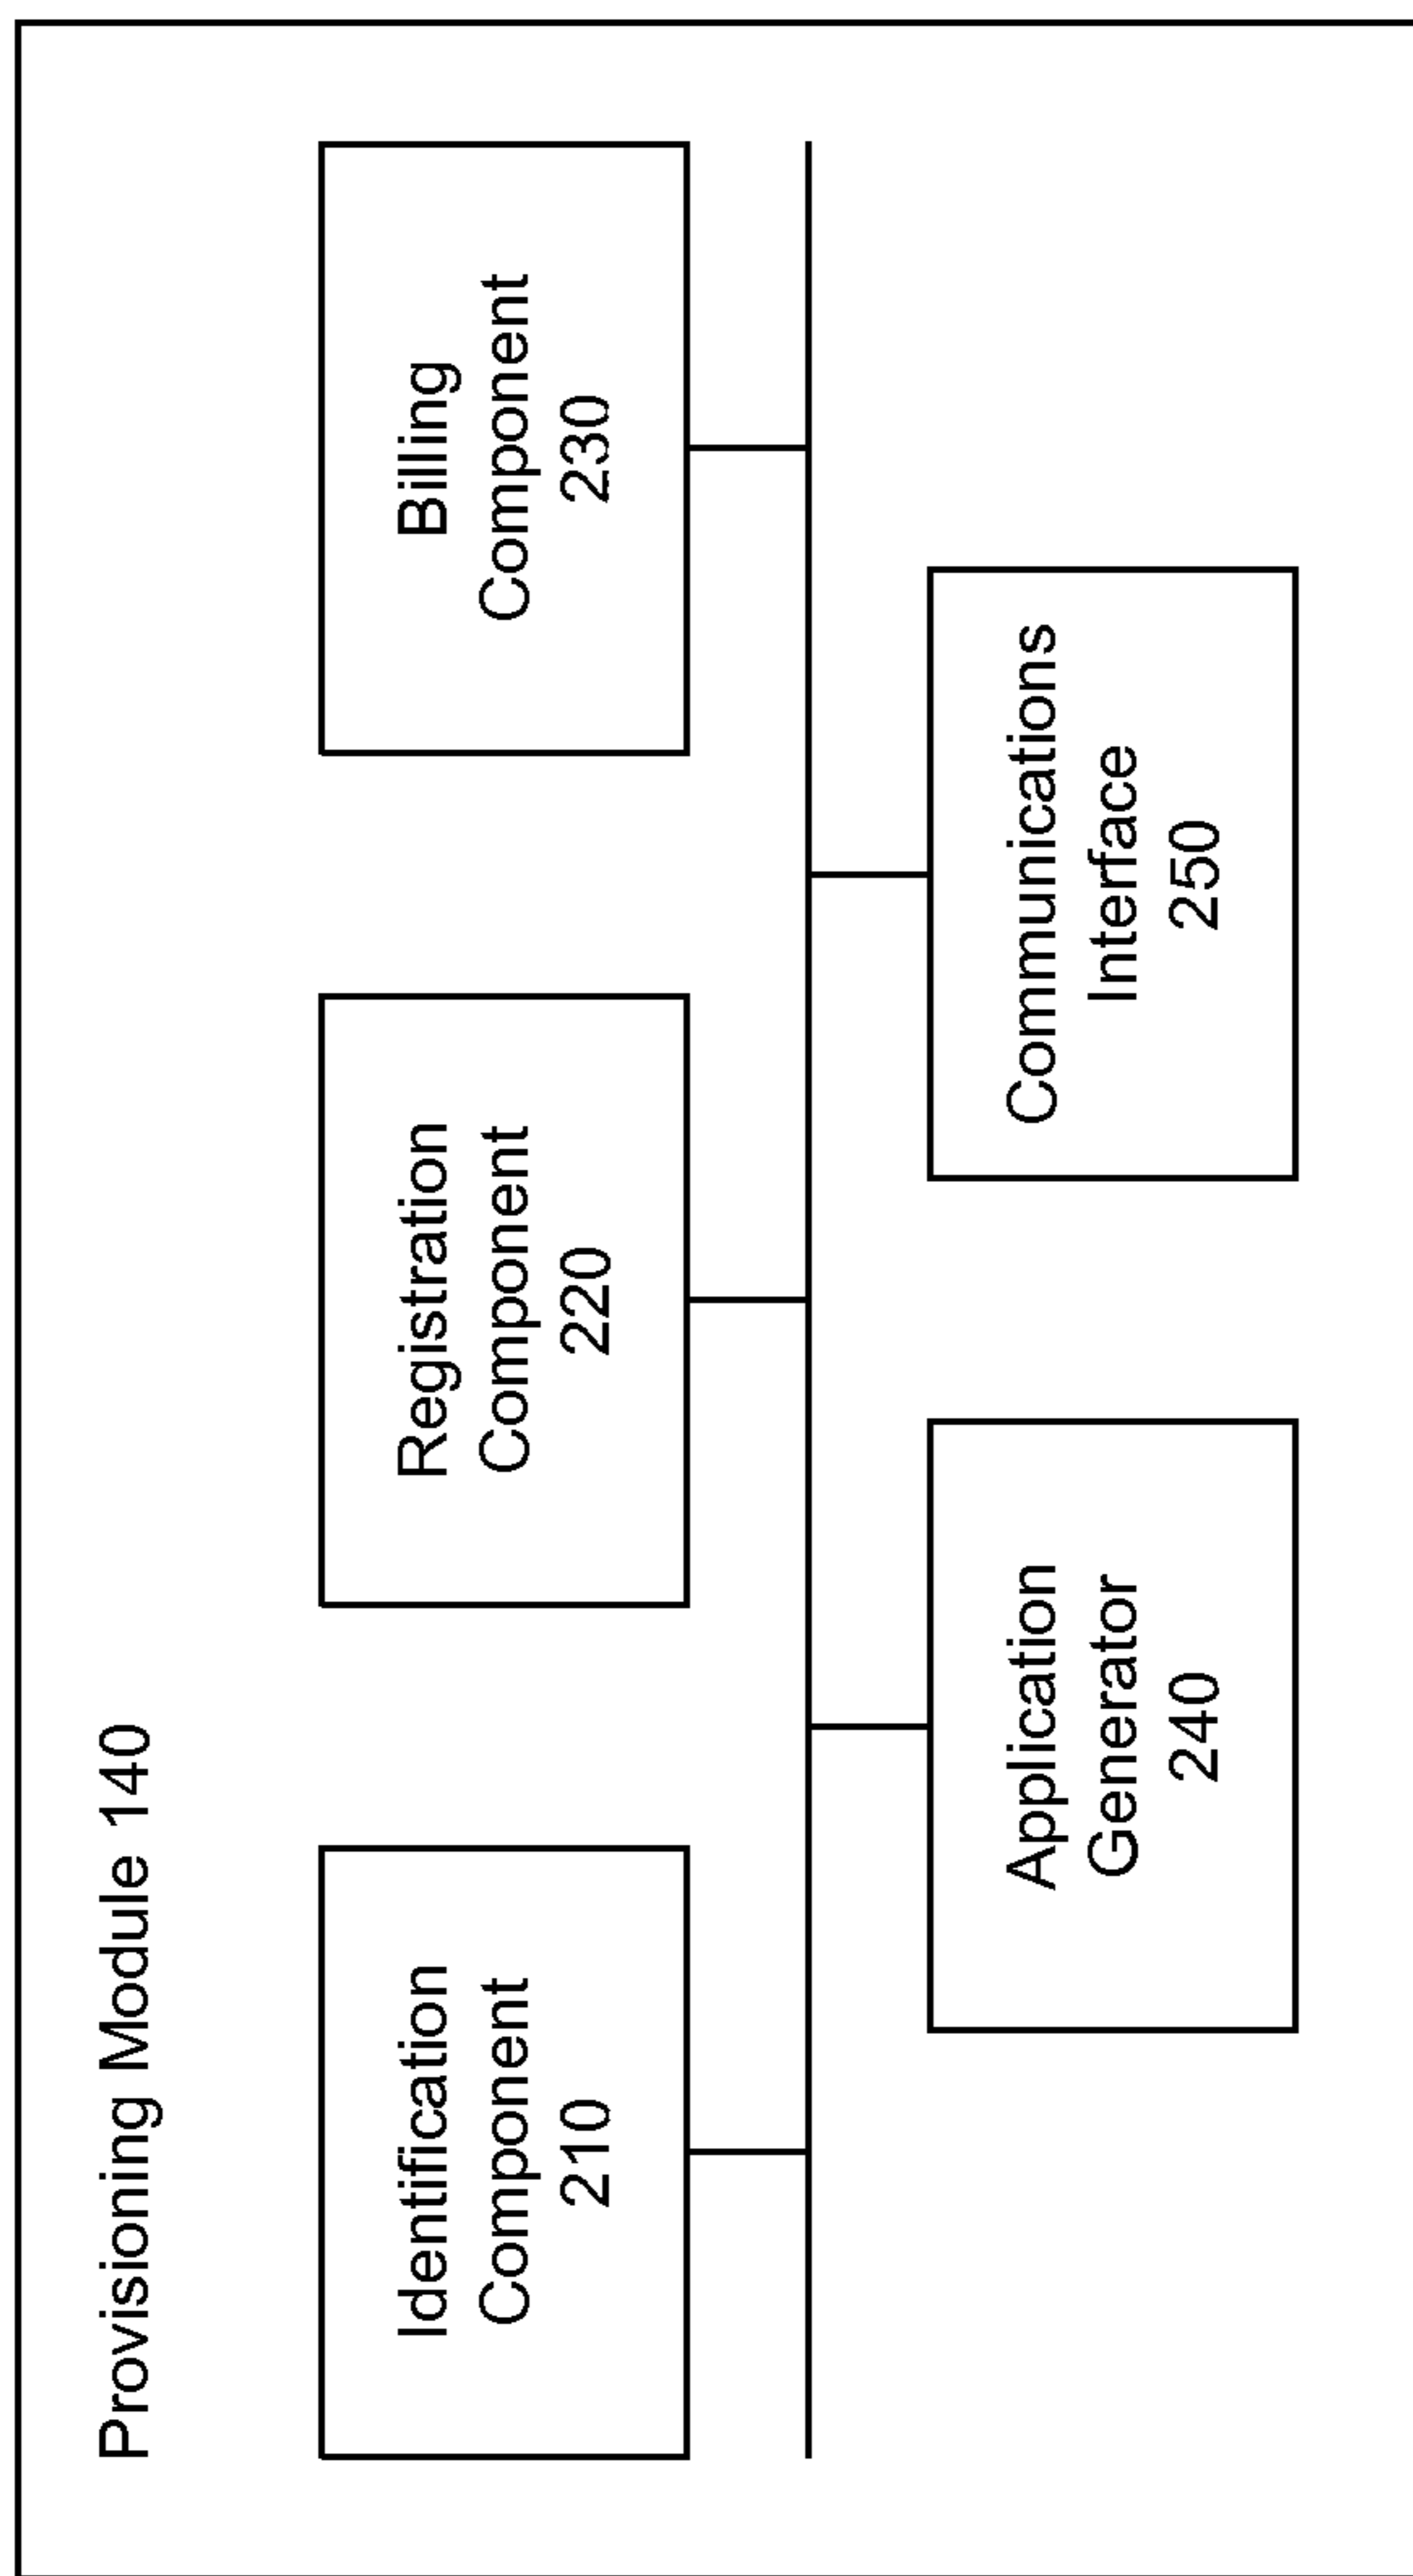 Provisioning Module 140
Identification
Component
210
Registration
Component
220
Billing
Component
230
Application
Generator
240
Communications
Interface
250